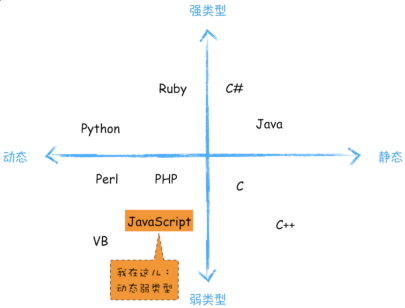 强类型
Ruby C#
Python Java
动态 静态
Perl PHP C
JavaScript C++
VB
我在这儿：
动态弱类型
弱类型